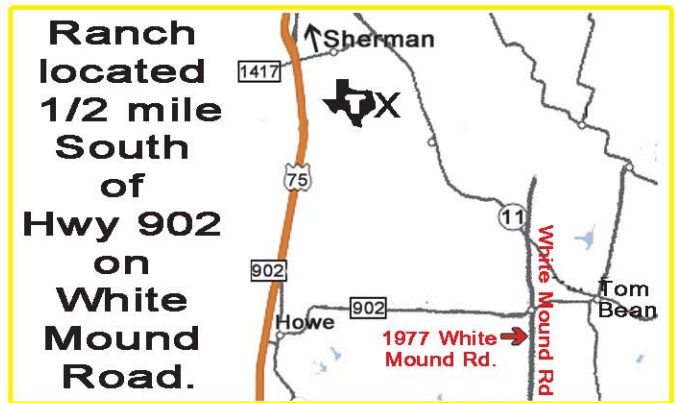 Ranch
located
1/2 mile
South
of
Hwy 902
on
White
Mound
Road.
Sherman
1417
TX
75
11
White Mound Rd
902
Tom
Bean
902
Howe
1977 White
Mound Rd.